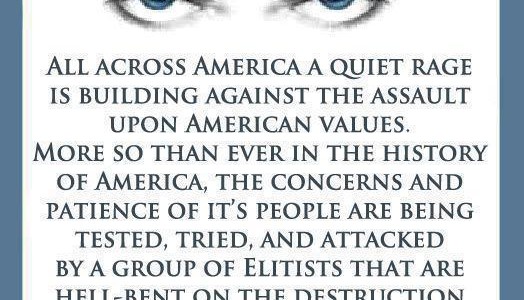 All across America a quiet rage
is building against the assault
upon American values.
More so than ever in the history
of America, the concerns and
patience of it's people are being
tested, tried, and attacked
by a group of Elitists that are
hell-bent on the destruction